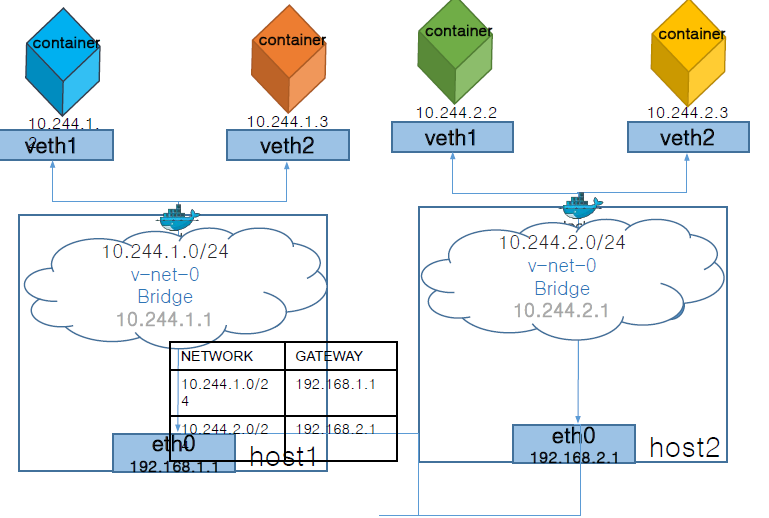 container
container
container
container
10.244.1.
2
10.244.1.3
10.244.2.2
10.244.2.3
veth1
veth2
veth1
veth2
10.244.1.0/24
v-net-0
Bridge
10.244.1.1
10.244.2.0/24
v-net-0
Bridge
10.244.2.1
NETWORK GATEWAY
10.244.1.0/2
4
192.168.1.1
10.244.2.0/2
192.168.2.1
eth0
192.168.1.1
host1
eth0
192.168.2.1
host2